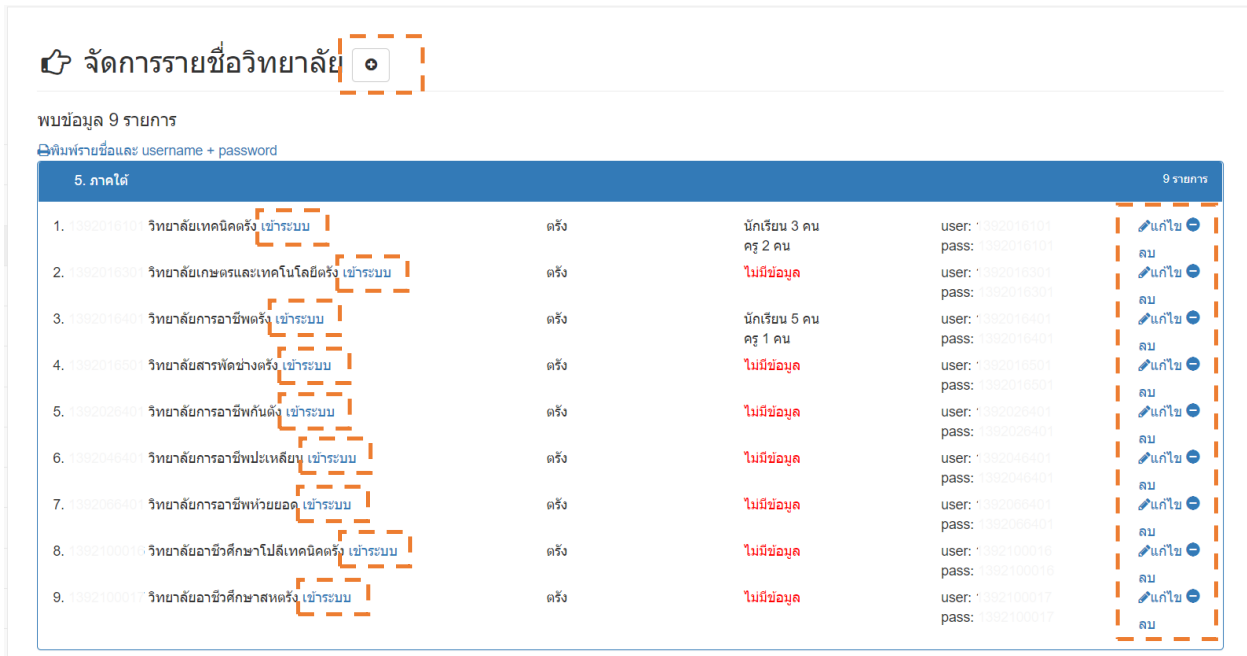 จัดการรายชื่อวิทยาลัย
พบข้อมูล 9 รายการ
พิมพ์รายชื่อและ username + password
5. ภาคใต้ 9 รายการ
1. วิทยาลัยเทคนิคตรัง เข้าระบบ ตรัง นักเรียน 3 คน user: แก้ไข
ครู 2 คน pass: ลบ
2. วิทยาลัยเกษตรและเทคโนโลยีตรัง เข้าระบบ ตรัง ไม่มีข้อมูล user: แก้ไข
pass: ลบ
3. วิทยาลัยการอาชีพตรัง เข้าระบบ ตรัง นักเรียน 5 คน user: แก้ไข
ครู 1 คน pass: ลบ
4. วิทยาลัยสารพัดช่างตรัง เข้าระบบ ตรัง ไม่มีข้อมูล user: แก้ไข
pass: ลบ
5. วิทยาลัยการอาชีพกันตัง เข้าระบบ ตรัง ไม่มีข้อมูล user: แก้ไข
pass: ลบ
6. วิทยาลัยการอาชีพปะเหลียน เข้าระบบ ตรัง ไม่มีข้อมูล user: แก้ไข
pass: ลบ
7. วิทยาลัยการอาชีพห้วยยอด เข้าระบบ ตรัง ไม่มีข้อมูล user: แก้ไข
pass: ลบ
8. วิทยาลัยอาชีวศึกษาโปลีเทคนิคตรัง เข้าระบบ ตรัง ไม่มีข้อมูล user: แก้ไข
pass: ลบ
9. วิทยาลัยอาชีวศึกษาสหตรัง เข้าระบบ ตรัง ไม่มีข้อมูล user: แก้ไข
pass: ลบ